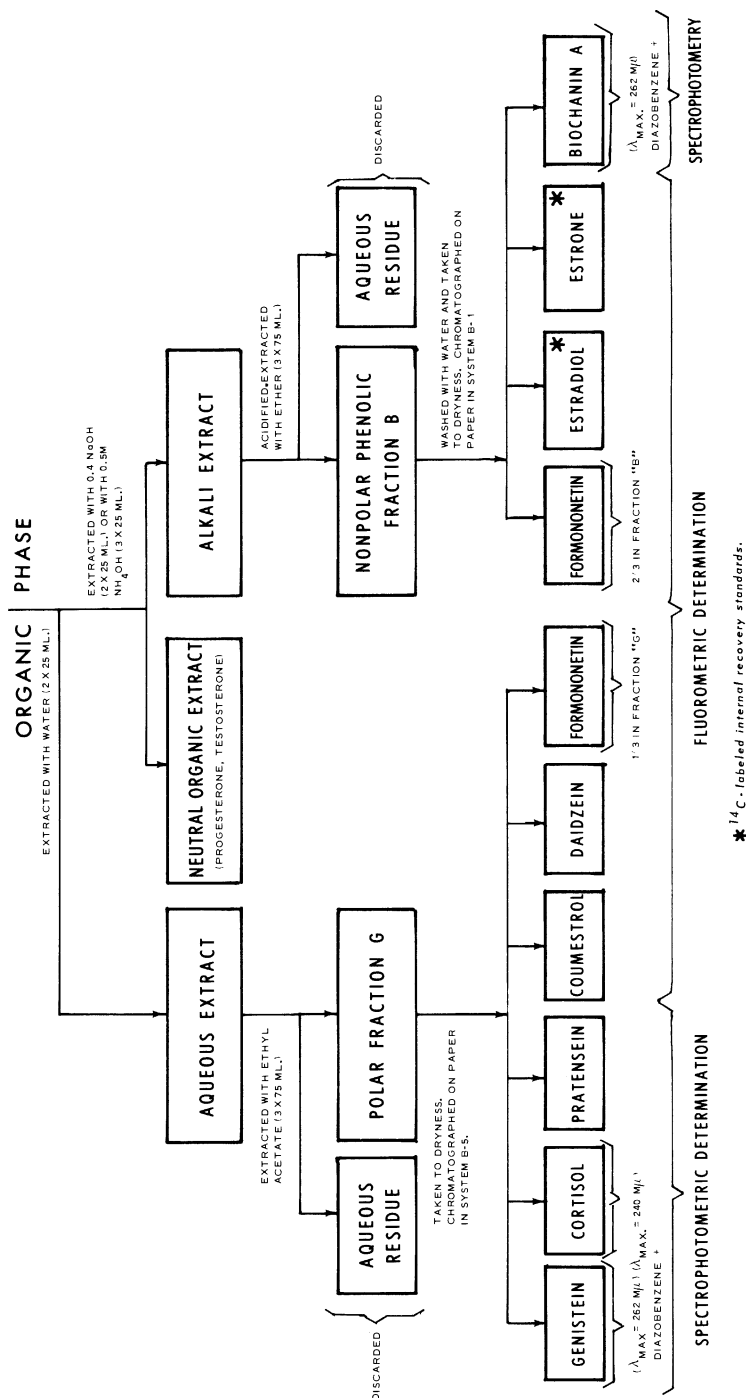 ORGANIC PHASE
EXTRACTED WITH WATER (2 X 25 ML.)
EXTRACTED WITH 0.4 NaOH
(2 X 25 ML.) OR WITH 0.5M
NH4OH (3 X 25 ML.)
AQUEOUS EXTRACT
NEUTRAL ORGANIC EXTRACT
(PROGESTERONE, TESTOSTERONE)
ALKALI EXTRACT
EXTRACTED WITH ETHYL
ACETATE (3 X 75 ML.)
ACIDIFIED, EXTRACTED
WITH ETHER (3 X 75 ML.)
DISCARDED
AQUEOUS
RESIDUE
POLAR FRACTION G
NONPOLAR PHENOLIC
FRACTION B
AQUEOUS
RESIDUE
DISCARDED
TAKEN TO DRYNESS.
CHROMATOGRAPHED ON PAPER
IN SYSTEM B-5.
WASHED WITH WATER AND TAKEN
TO DRYNESS. CHROMATOGRAPHED ON
PAPER IN SYSTEM B-1
GENISTEIN
CORTISOL
PRATENSEIN
COUMESTROL
DAIDZEIN
FORMONONETIN
FORMONONETIN
ESTRADIOL *
ESTRONE *
BIOCHANIN A
(λMAX = 262 Mμ) (λMAX. = 240 Mμ)
DIAZOBENZENE +
1/3 IN FRACTION "G"
2/3 IN FRACTION "B"
(λMAX. = 262 Mμ)
DIAZOBENZENE +
SPECTROPHOTOMETRIC DETERMINATION
FLUOROMETRIC DETERMINATION
SPECTROPHOTOMETRY
* 14C-labeled internal recovery standards.